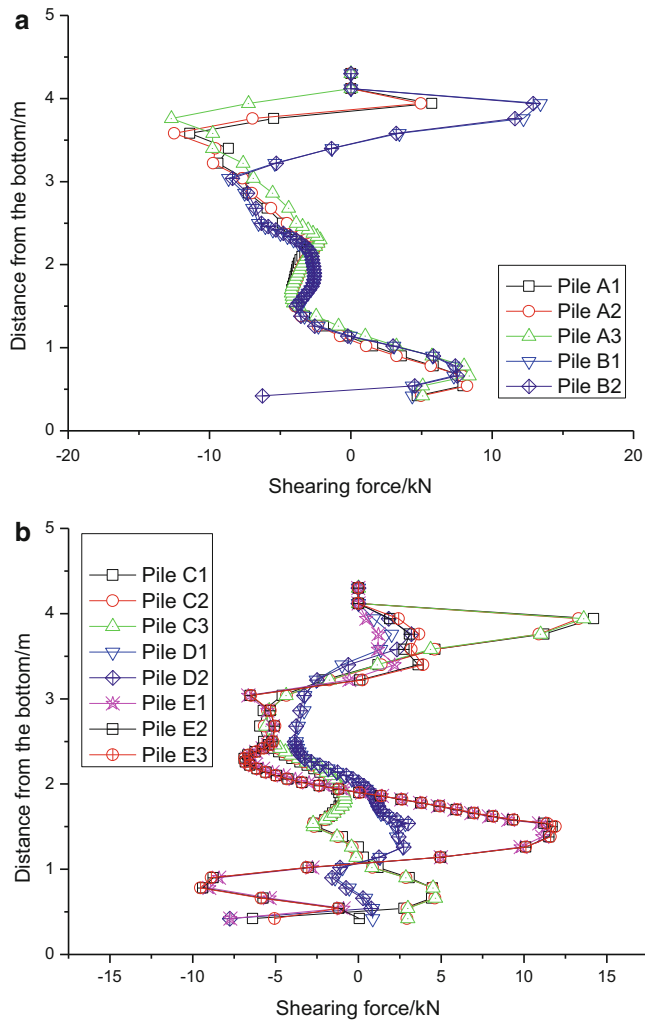 a
5
4
3
2
1
0
Distance from the bottom/m
Pile A1
Pile A2
Pile A3
Pile B1
Pile B2
-20 -10 0 10 20
Shearing force/kN
b
5
4
3
2
1
0
Distance from the bottom/m
Pile C1
Pile C2
Pile C3
Pile D1
Pile D2
Pile E1
Pile E2
Pile E3
-15 -10 -5 0 5 10 15
Shearing force/kN